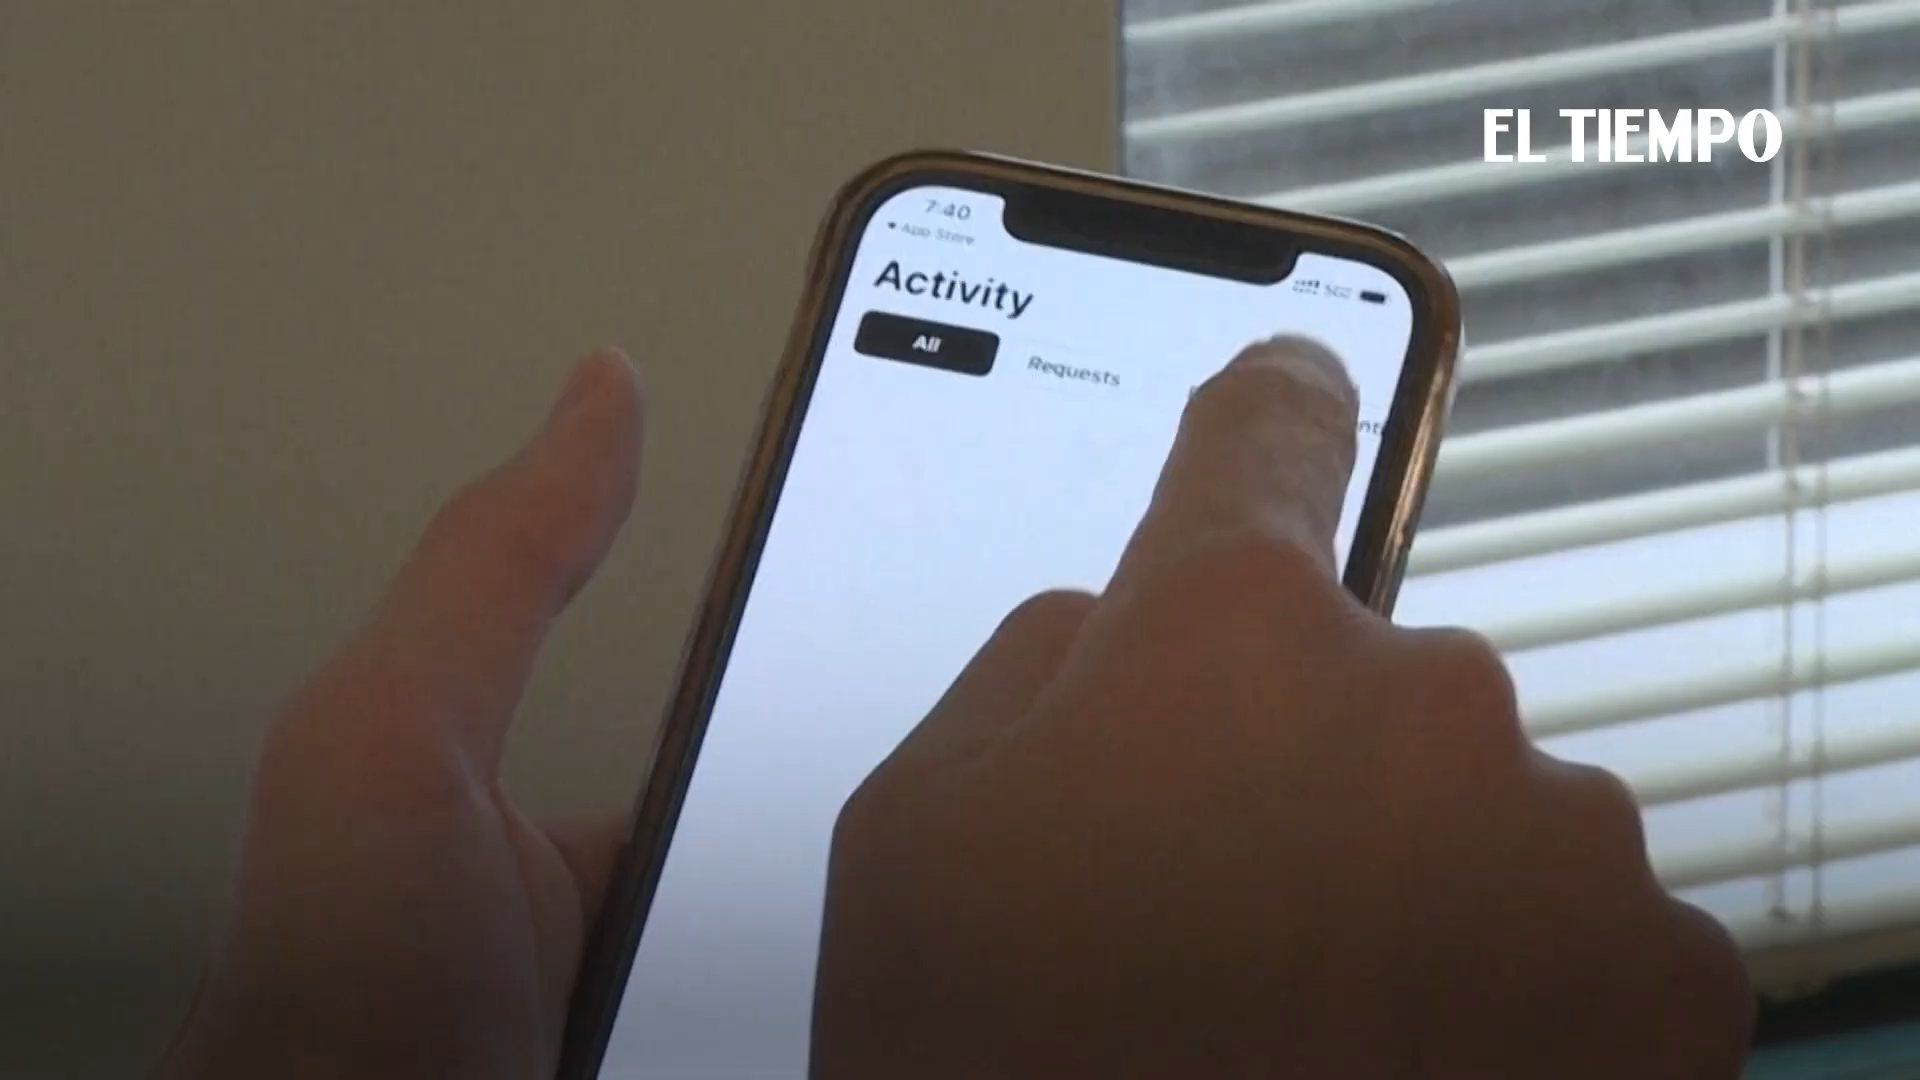 EL TIEMPO
7:40
App Store
Activity
All
Requests